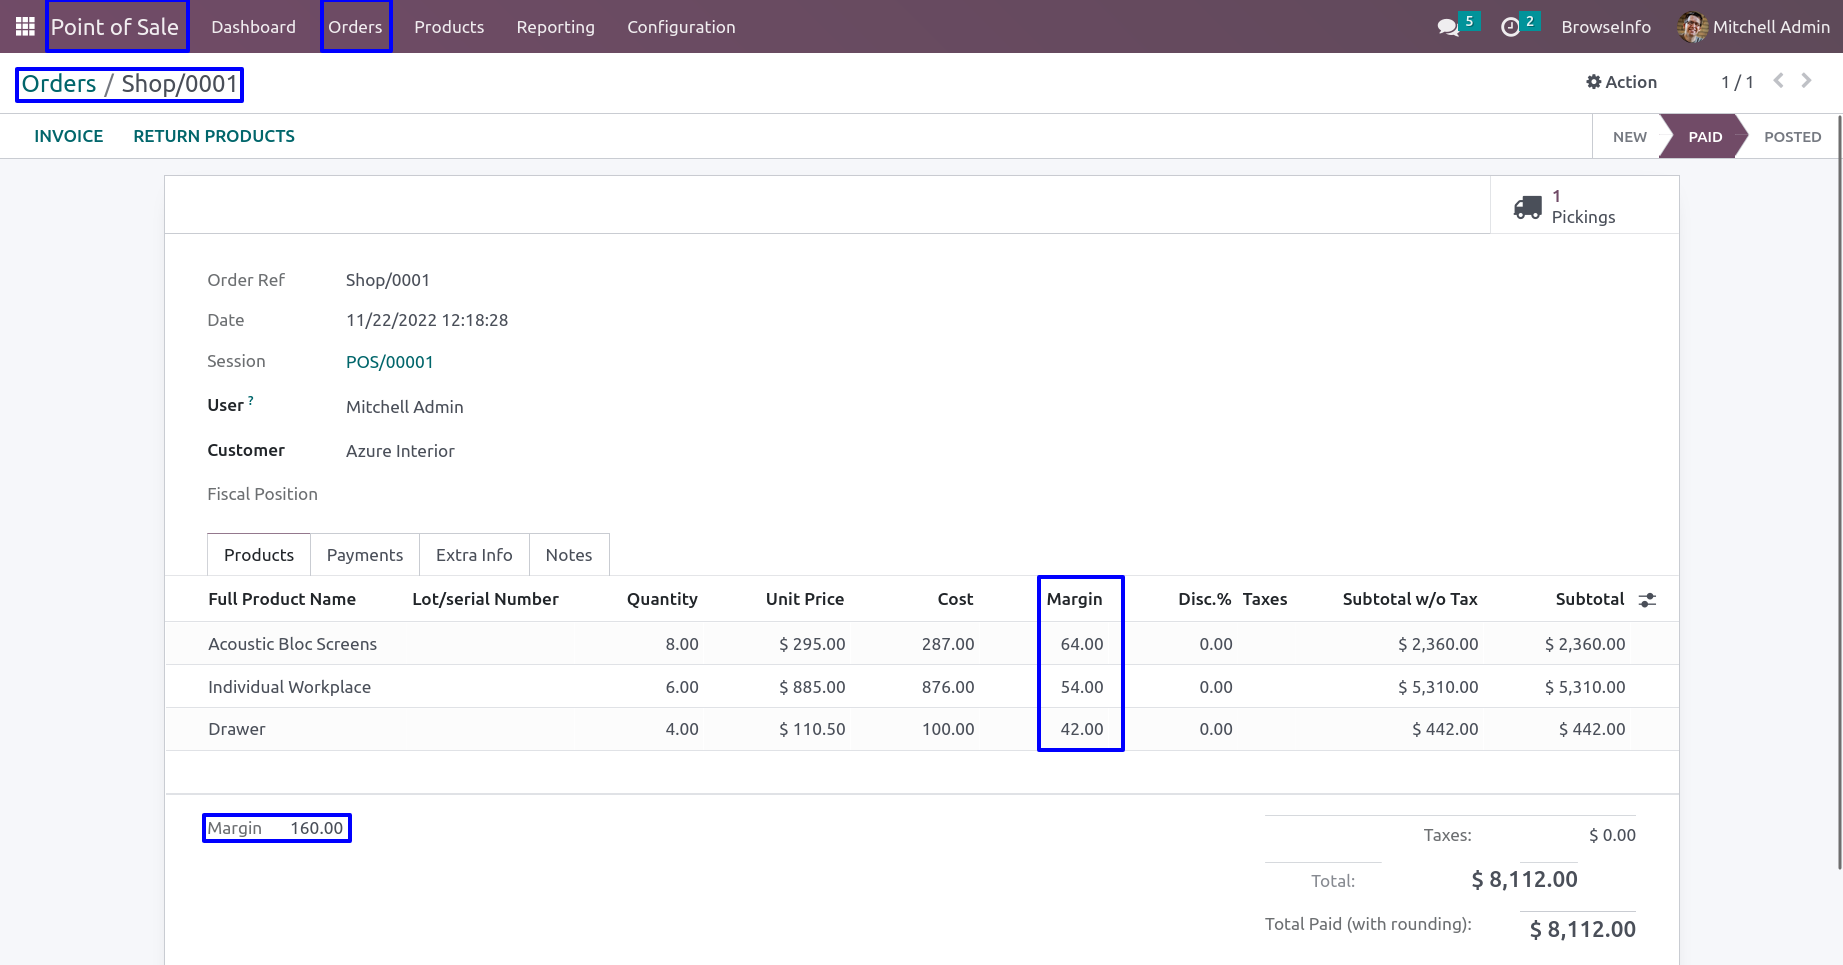 Point of Sale Dashboard Orders Products Reporting Configuration 5 2 BrowseInfo Mitchell Admin
Orders / Shop/0001 Action 1 / 1
INVOICE RETURN PRODUCTS NEW PAID POSTED
1
Pickings
Order Ref Shop/0001
Date 11/22/2022 12:18:28
Session POS/00001
User ? Mitchell Admin
Customer Azure Interior
Fiscal Position
Products Payments Extra Info Notes
Full Product Name Lot/serial Number Quantity Unit Price Cost Margin Disc.% Taxes Subtotal w/o Tax Subtotal
Acoustic Bloc Screens 8.00 $ 295.00 287.00 64.00 0.00 $ 2,360.00 $ 2,360.00
Individual Workplace 6.00 $ 885.00 876.00 54.00 0.00 $ 5,310.00 $ 5,310.00
Drawer 4.00 $ 110.50 100.00 42.00 0.00 $ 442.00 $ 442.00
Margin 160.00
Taxes: $ 0.00
Total: $ 8,112.00
Total Paid (with rounding): $ 8,112.00